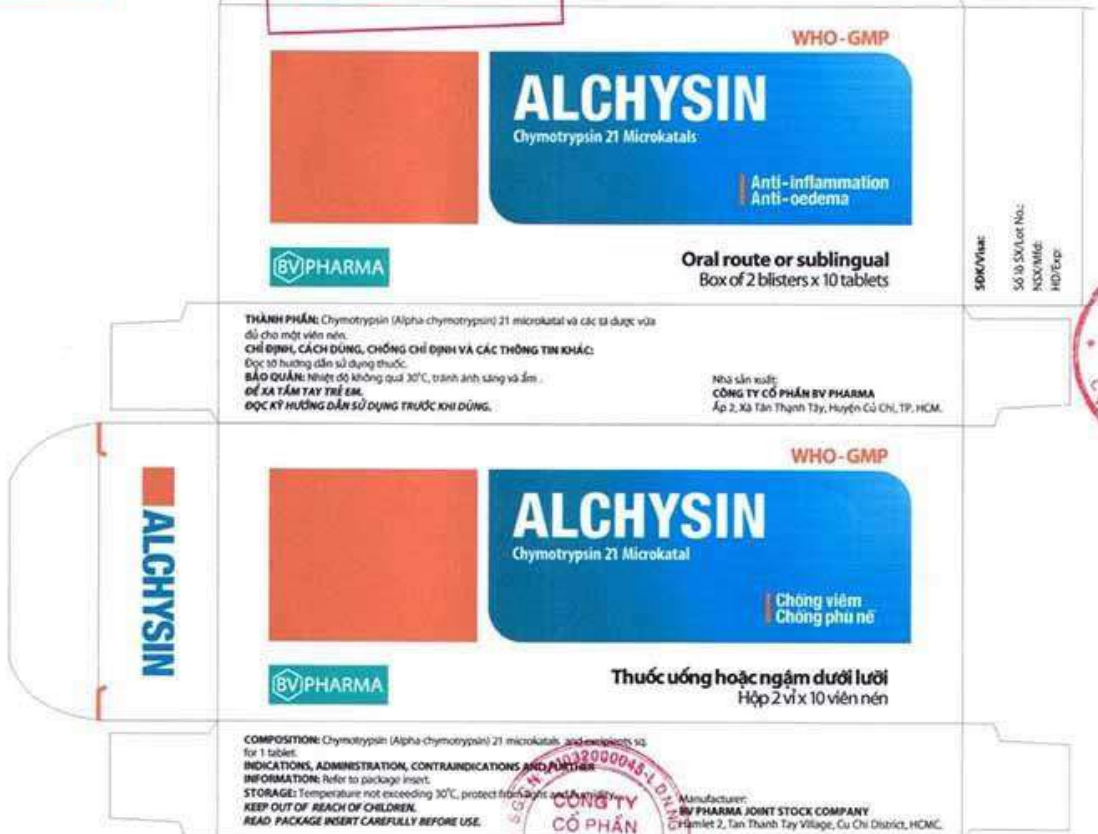 WHO-GMP
ALCHYSIN
Chymotrypsin 21 Microkatals
Anti-inflammation
Anti-oedema
BV PHARMA
Oral route or sublingual
Box of 2 blisters x 10 tablets
SĐK/Visa:
Số lô SX/Lot No.:
NSX/Mfd:
HD/Exp:
THÀNH PHẦN: Chymotrypsin (Alpha-chymotrypsin) 21 microkatal và các tá dược vừa
đủ cho một viên nén.
CHỈ ĐỊNH, CÁCH DÙNG, CHỐNG CHỈ ĐỊNH VÀ CÁC THÔNG TIN KHÁC:
Đọc tờ hướng dẫn sử dụng thuốc.
BẢO QUẢN: Nhiệt độ không quá 30°C, tránh ánh sáng và ẩm .
ĐỂ XA TẦM TAY TRẺ EM.
ĐỌC KỸ HƯỚNG DẪN SỬ DỤNG TRƯỚC KHI DÙNG.
Nhà sản xuất:
CÔNG TY CỔ PHẦN BV PHARMA
Ấp 2, Xã Tân Thạnh Tây, Huyện Củ Chi, TP. HCM.
ALCHYSIN
WHO-GMP
ALCHYSIN
Chymotrypsin 21 Microkatal
Chống viêm
Chống phù nề
BV PHARMA
Thuốc uống hoặc ngậm dưới lưỡi
Hộp 2 vỉ x 10 viên nén
COMPOSITION: Chymotrypsin (Alpha-chymotrypsin) 21 microkatals and excipients sq.
for 1 tablet.
INDICATIONS, ADMINISTRATION, CONTRAINDICATIONS AND FURTHER
INFORMATION: Refer to package insert.
STORAGE: Temperature not exceeding 30°C, protect from light and humidity.
KEEP OUT OF REACH OF CHILDREN.
READ PACKAGE INSERT CAREFULLY BEFORE USE.
CÔNG TY
CỔ PHẦN
Manufacturer:
BV PHARMA JOINT STOCK COMPANY
Hamlet 2, Tan Thanh Tay Village, Cu Chi District, HCMC.